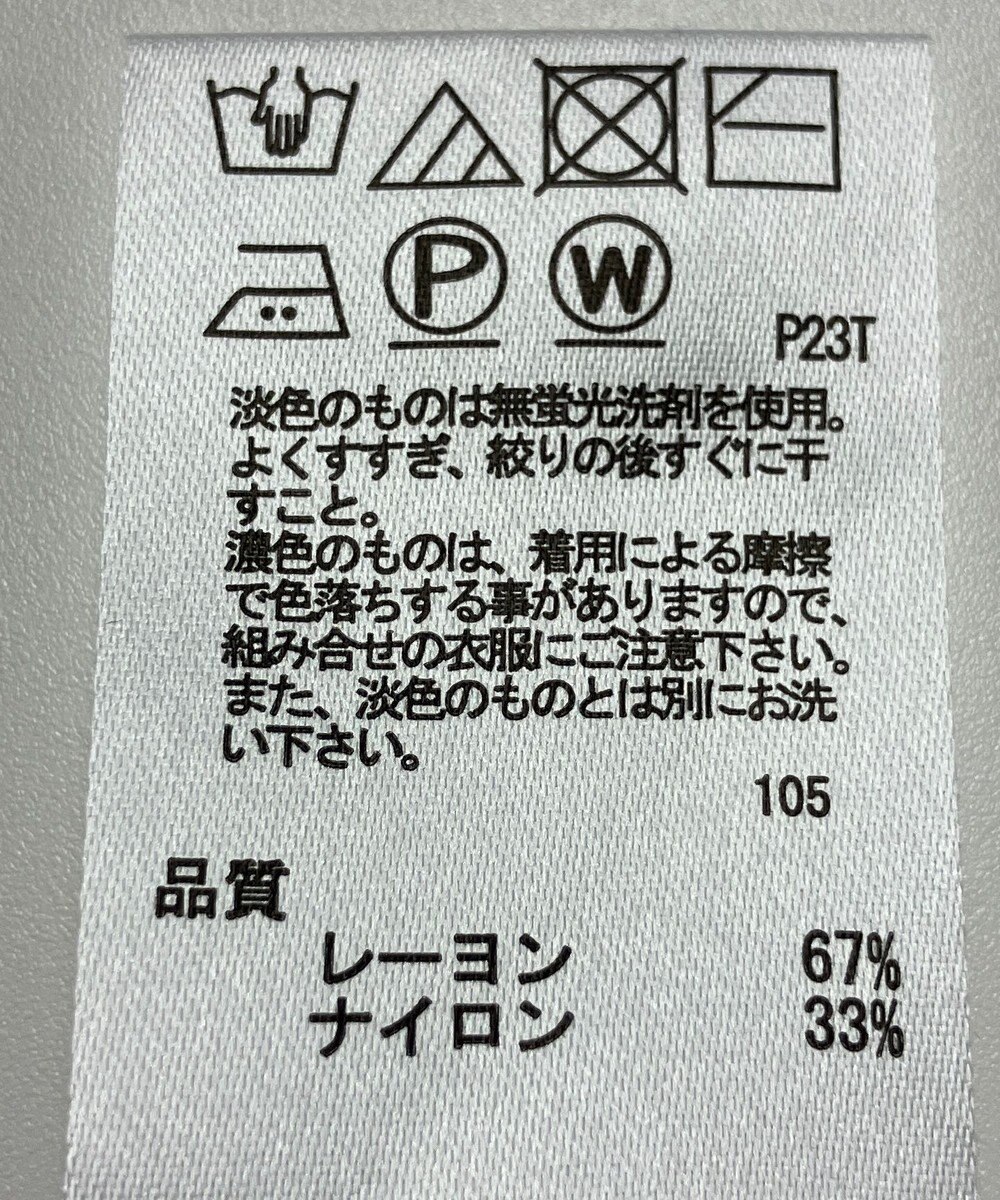 P W
P23T
淡色のものは無蛍光洗剤を使用。
よくすすぎ、絞りの後すぐに干
すこと。
濃色のものは、着用による摩擦
で色落ちする事がありますので、
組み合せの衣服にご注意下さい。
また、淡色のものとは別にお洗
い下さい。
105
品質
レーヨン 67%
ナイロン 33%